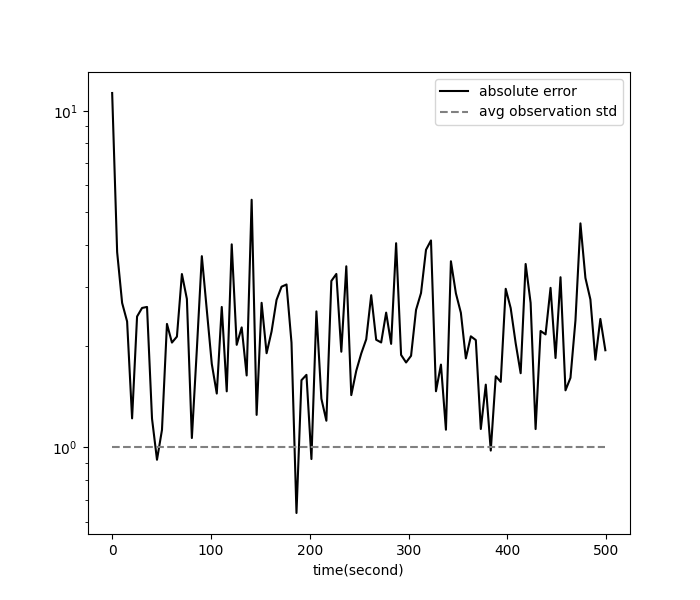 absolute error
avg observation std
10¹
10⁰
0 100 200 300 400 500
time(second)